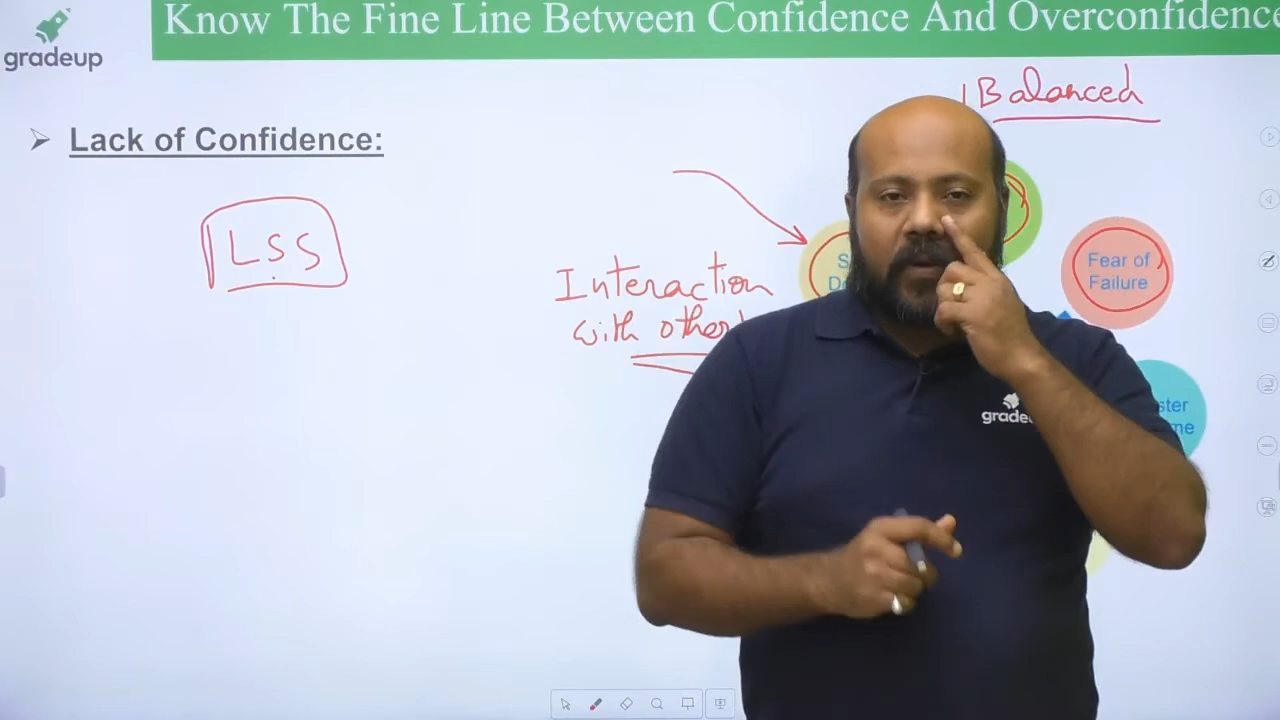 Know The Fine Line Between Confidence And Overconfidence
gradeup
Balanced
Lack of Confidence:
LSS
Fear of
Failure
Interaction
with other